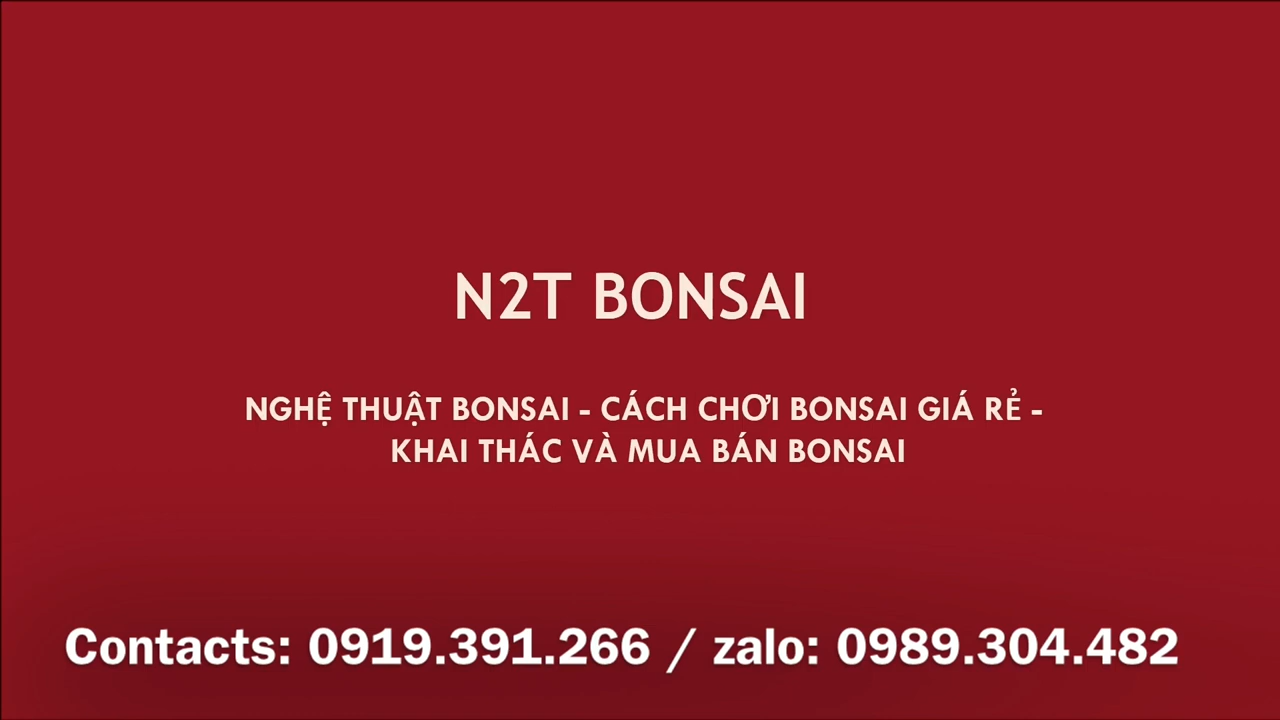 N2T BONSAI
NGHỆ THUẬT BONSAI - CÁCH CHƠI BONSAI GIÁ RẺ -
KHAI THÁC VÀ MUA BÁN BONSAI
Contacts: 0919.391.266 / zalo: 0989.304.482